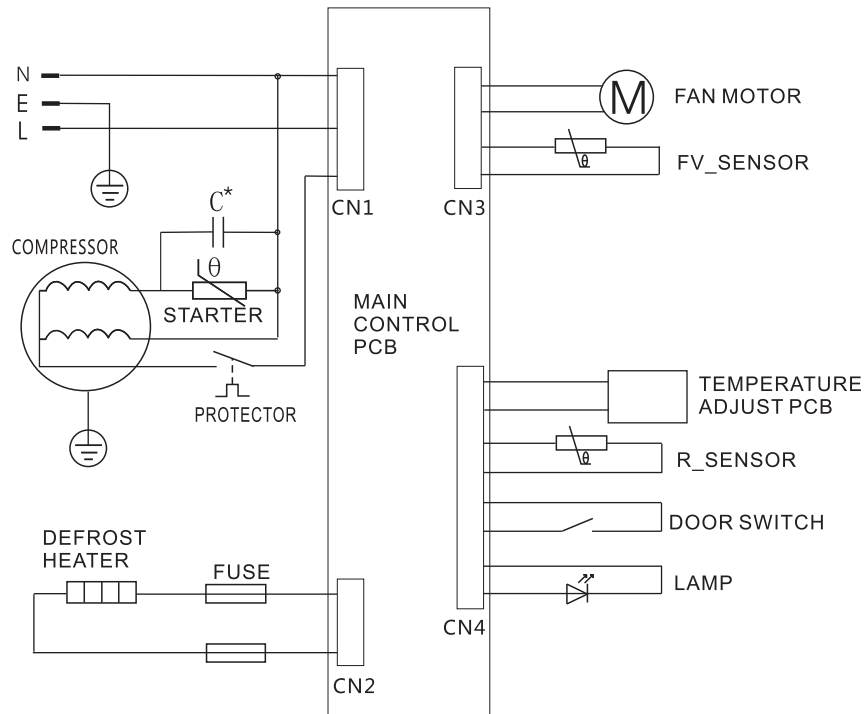 N
E
L
C*
COMPRESSOR
θ
STARTER
PROTECTOR
DEFROST
HEATER
FUSE
CN1
CN2
MAIN
CONTROL
PCB
CN3
CN4
M
FAN MOTOR
θ
FV_SENSOR
TEMPERATURE
ADJUST PCB
θ
R_SENSOR
DOOR SWITCH
LAMP